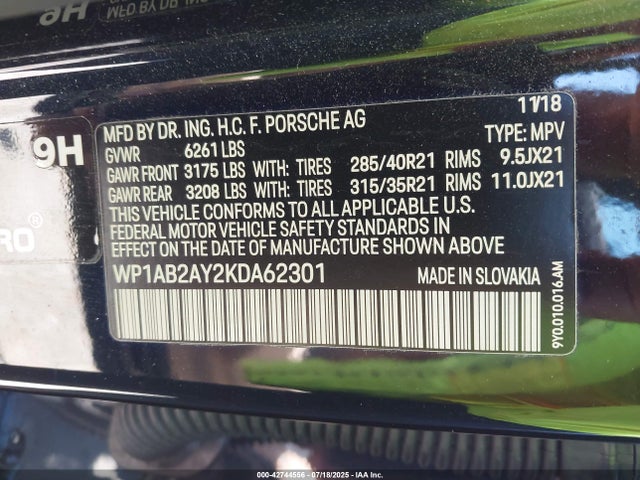 11/18
MFD BY DR. ING. H.C. F. PORSCHE AG
GVWR 6261 LBS TYPE: MPV
GAWR FRONT 3175 LBS WITH: TIRES 285/40R21 RIMS 9.5JX21
GAWR REAR 3208 LBS WITH: TIRES 315/35R21 RIMS 11.0JX21
THIS VEHICLE CONFORMS TO ALL APPLICABLE U.S.
FEDERAL MOTOR VEHICLE SAFETY STANDARDS IN
EFFECT ON THE DATE OF MANUFACTURE SHOWN ABOVE
WP1AB2AY2KDA62301 MADE IN SLOVAKIA
9Y0.010.016.AM
9H
RO®
000-42744556 - 07/18/2025 - IAA Inc.